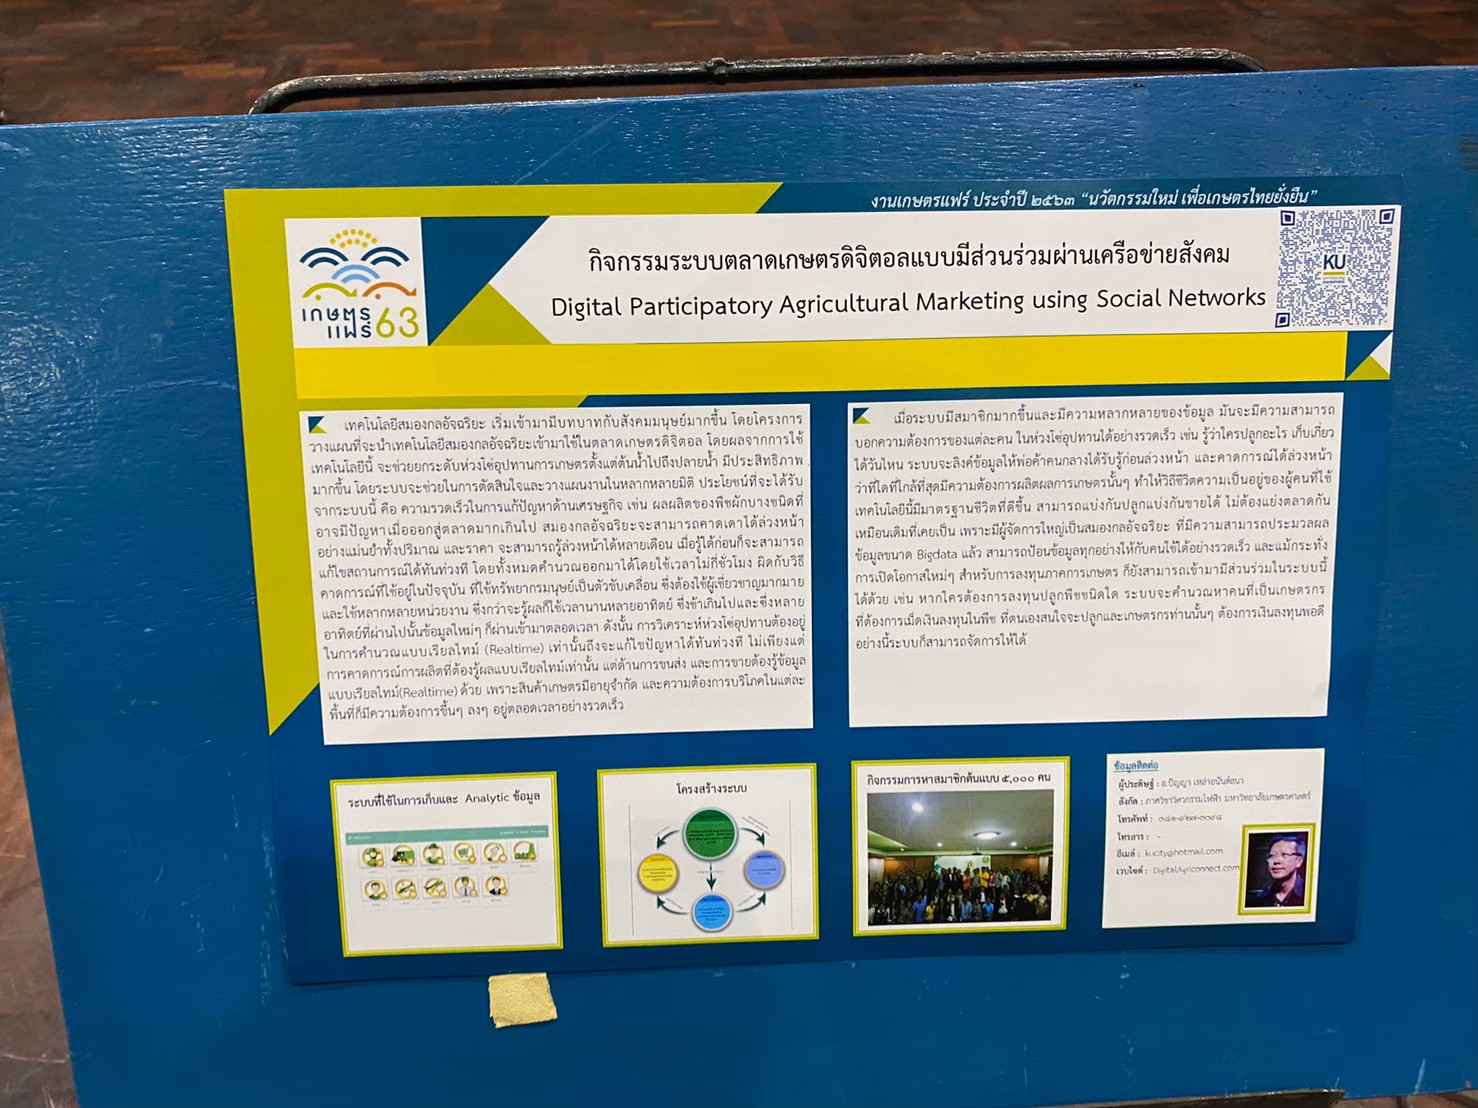 งานเกษตรแฟร์ ประจำปี ๒๕๖๓ “นวัตกรรมใหม่ เพื่อเกษตรไทยยั่งยืน”
เกษตร
แฟร์ 63
กิจกรรมระบบตลาดเกษตรดิจิตอลแบบมีส่วนร่วมผ่านเครือข่ายสังคม
Digital Participatory Agricultural Marketing using Social Networks
KU
เทคโนโลยีสมองกลอัจฉริยะ เริ่มเข้ามามีบทบาทกับสังคมมนุษย์มากขึ้น โดยโครงการ
วางแผนที่จะนำเทคโนโลยีสมองกลอัจฉริยะเข้ามาใช้ในตลาดเกษตรดิจิตอล โดยผลจากการใช้
เทคโนโลยีนี้ จะช่วยยกระดับห่วงโซ่อุปทานการเกษตรตั้งแต่ต้นน้ำไปถึงปลายน้ำ มีประสิทธิภาพ
มากขึ้น โดยระบบจะช่วยในการตัดสินใจและวางแผนงานในหลากหลายมิติ ประโยชน์ที่จะได้รับ
จากระบบนี้ คือ ความรวดเร็วในการแก้ปัญหาด้านเศรษฐกิจ เช่น ผลผลิตของพืชผักบางชนิดที่
อาจมีปัญหาเมื่อออกสู่ตลาดมากเกินไป สมองกลอัจฉริยะจะสามารถคาดเดาได้ล่วงหน้า
อย่างแม่นยำทั้งปริมาณ และราคา จะสามารถรู้ล่วงหน้าได้หลายเดือน เมื่อรู้ได้ก่อนก็จะสามารถ
แก้ไขสถานการณ์ได้ทันท่วงที โดยทั้งหมดคำนวณออกมาได้โดยใช้เวลาไม่กี่ชั่วโมง ผิดกับวิธี
คาดการณ์ที่ใช้อยู่ในปัจจุบัน ที่ใช้ทรัพยากรมนุษย์เป็นตัวขับเคลื่อน ซึ่งต้องใช้ผู้เชี่ยวชาญมากมาย
และใช้หลากหลายหน่วยงาน ซึ่งกว่าจะรู้ผลก็ใช้เวลานานหลายอาทิตย์ ซึ่งช้าเกินไปและซึ่งหลาย
อาทิตย์ที่ผ่านไปนั้นข้อมูลใหม่ๆ ก็ผ่านเข้ามาตลอดเวลา ดังนั้น การวิเคราะห์ห่วงโซ่อุปทานต้องอยู่
ในการคำนวณแบบเรียลไทม์ (Realtime) เท่านั้นถึงจะแก้ไขปัญหาได้ทันท่วงที ไม่เพียงแต่
การคาดการณ์การผลิตที่ต้องรู้ผลแบบเรียลไทม์เท่านั้น แต่ด้านการขนส่ง และการขายต้องรู้ข้อมูล
แบบเรียลไทม์(Realtime) ด้วย เพราะสินค้าเกษตรมีอายุจำกัด และความต้องการบริโภคในแต่ละ
พื้นที่ก็มีความต้องการขึ้นๆ ลงๆ อยู่ตลอดเวลาอย่างรวดเร็ว
เมื่อระบบมีสมาชิกมากขึ้นและมีความหลากหลายของข้อมูล มันจะมีความสามารถ
บอกความต้องการของแต่ละคน ในห่วงโซ่อุปทานได้อย่างรวดเร็ว เช่น รู้ว่าใครปลูกอะไร เก็บเกี่ยว
ได้วันไหน ระบบจะลิงค์ข้อมูลให้พ่อค้าคนกลางได้รับรู้ก่อนล่วงหน้า และคาดการณ์ได้ล่วงหน้า
ว่าที่ใดที่ใกล้ที่สุดมีความต้องการผลิตผลการเกษตรนั้นๆ ทำให้วิถีชีวิตความเป็นอยู่ของผู้คนที่ใช้
เทคโนโลยีนี้มีมาตรฐานชีวิตที่ดีขึ้น สามารถแบ่งกันปลูกแบ่งกันขายได้ ไม่ต้องแย่งตลาดกัน
เหมือนเดิมที่เคยเป็น เพราะมีผู้จัดการใหญ่เป็นสมองกลอัจฉริยะ ที่มีความสามารถประมวลผล
ข้อมูลขนาด Bigdata แล้ว สามารถป้อนข้อมูลทุกอย่างให้กับคนใช้ได้อย่างรวดเร็ว และแม้กระทั่ง
การเปิดโอกาสใหม่ๆ สำหรับการลงทุนภาคการเกษตร ก็ยังสามารถเข้ามามีส่วนร่วมในระบบนี้
ได้ด้วย เช่น หากใครต้องการลงทุนปลูกพืชชนิดใด ระบบจะคำนวณหาคนที่เป็นเกษตรกร
ที่ต้องการเม็ดเงินลงทุนในพืช ที่ตนเองสนใจจะปลูกและเกษตรกรท่านนั้นๆ ต้องการเงินลงทุนพอดี
อย่างนี้ระบบก็สามารถจัดการให้ได้
ระบบที่ใช้ในการเก็บและ Analytic ข้อมูล
โครงสร้างระบบ
กิจกรรมการหาสมาชิกต้นแบบ ๕,๐๐๐ คน
ข้อมูลติดต่อ
ผู้ประดิษฐ์ : อ.ปัญญา เหล่าอนันต์ธนา
สังกัด : ภาควิชาวิศวกรรมไฟฟ้า มหาวิทยาลัยเกษตรศาสตร์
โทรศัพท์ :
โทรสาร : -
อีเมล์ : kucity@hotmail.com
เวบไซต์ : DigitalAgriconnect.com